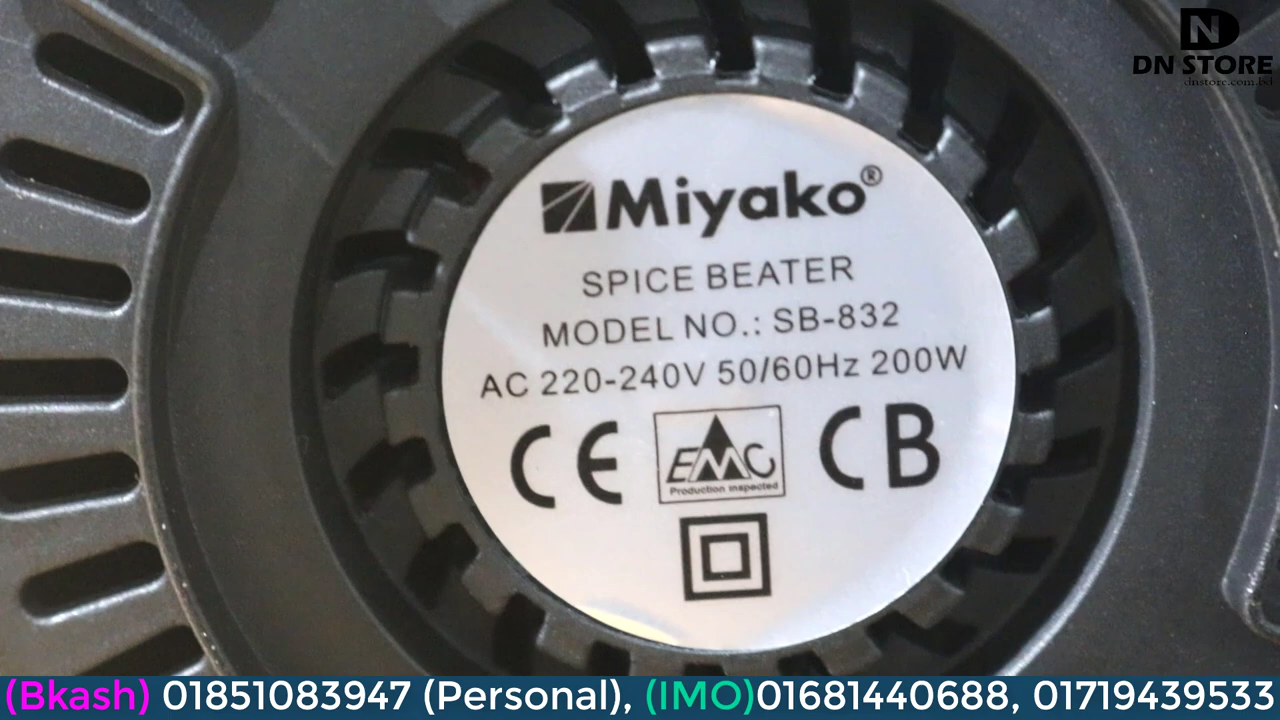 DN STORE
dnstore.com.bd
Miyako®
SPICE BEATER
MODEL NO.: SB-832
AC 220-240V 50/60Hz 200W
CE EMC CB
Production inspected
(Bkash) 01851083947 (Personal), (IMO)01681440688, 01719439533